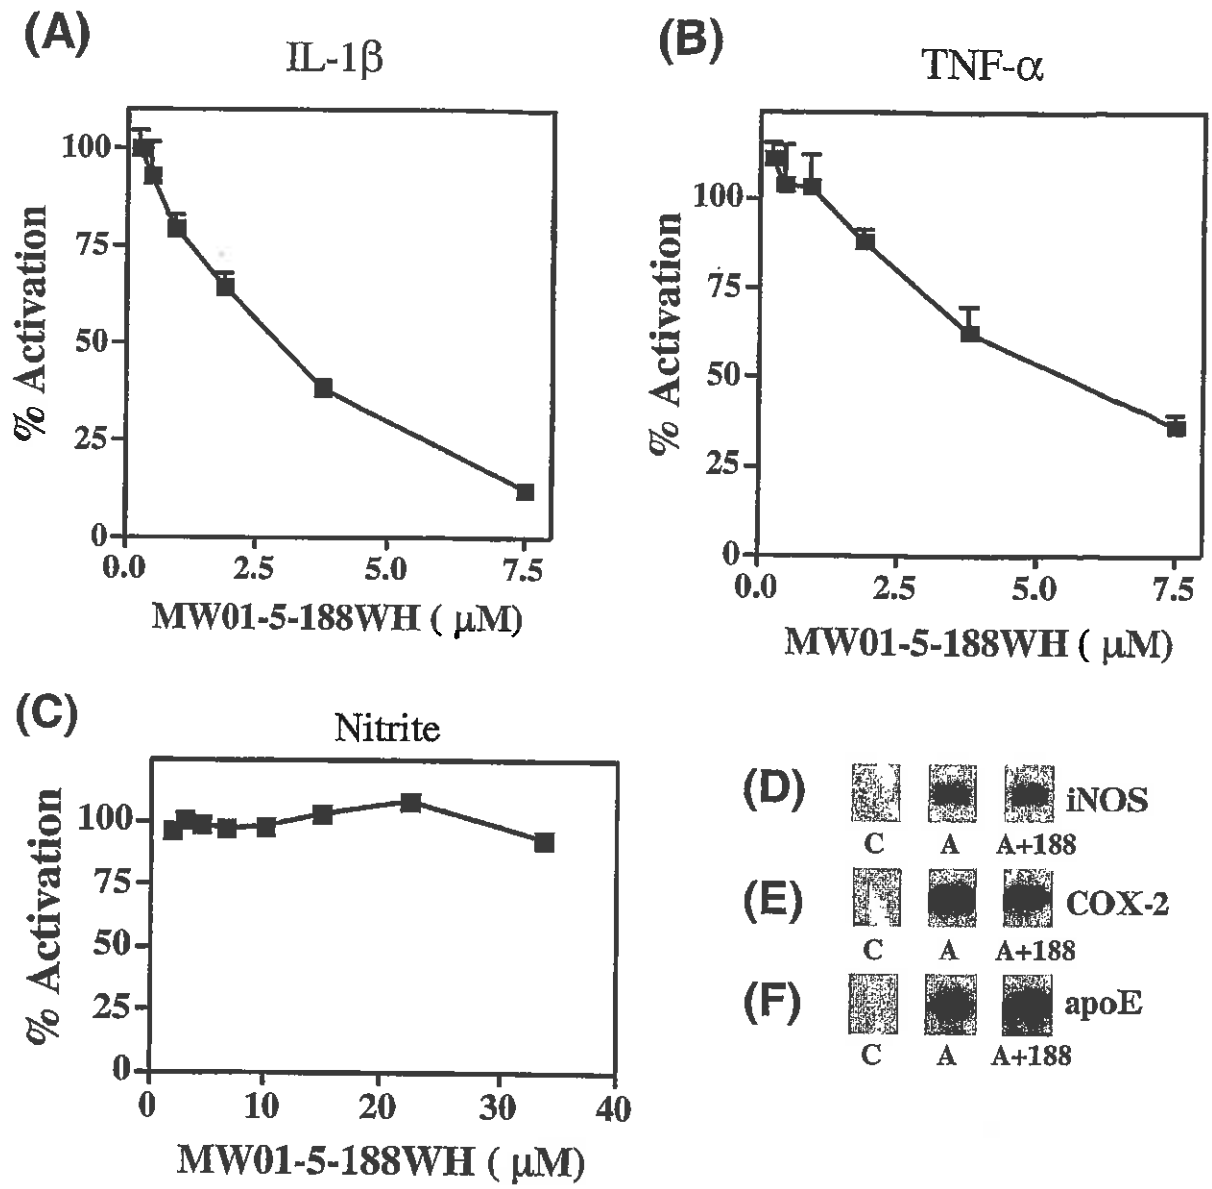 (A)
IL-1β
% Activation
100
75
50
25
0
0.0 2.5 5.0 7.5
MW01-5-188WH ( μM)
(B)
TNF-α
% Activation
100
75
50
25
0
0.0 2.5 5.0 7.5
MW01-5-188WH ( μM)
(C)
Nitrite
% Activation
100
75
50
25
0
0 10 20 30 40
MW01-5-188WH ( μM)
(D)
iNOS
C A A+188
(E)
COX-2
C A A+188
(F)
apoE
C A A+188